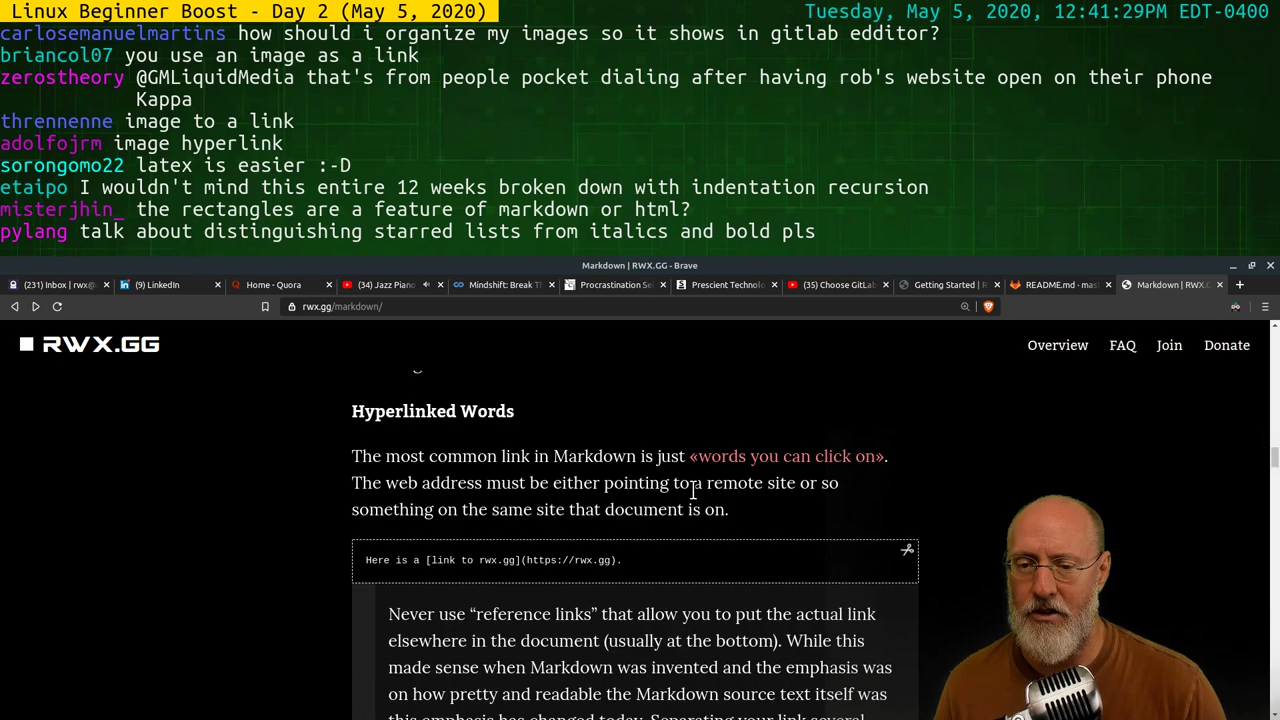 Linux Beginner Boost - Day 2 (May 5, 2020)
Tuesday, May 5, 2020, 12:41:29PM EDT-0400
carlosemanuelmartins how should i organize my images so it shows in gitlab edditor?
briancol07 you use an image as a link
zerostheory @GMLiquidMedia that's from people pocket dialing after having rob's website open on their phone
Kappa
thrennenne image to a link
adolfojrm image hyperlink
sorongomo22 latex is easier :-D
etaipo I wouldn't mind this entire 12 weeks broken down with indentation recursion
misterjhin_ the rectangles are a feature of markdown or html?
pylang talk about distinguishing starred lists from italics and bold pls
Markdown | RWX.GG - Brave
(231) Inbox | rwx@
(9) LinkedIn
Home - Quora
(34) Jazz Piano
Mindshift: Break T
Procrastination Se
Prescient Technolo
(35) Choose GitLab
Getting Started | R
README.md · mas
Markdown | RWX.G
rwx.gg/markdown/
RWX.GG
Overview FAQ Join Donate
Hyperlinked Words
The most common link in Markdown is just «words you can click on».
The web address must be either pointing to a remote site or so
something on the same site that document is on.
Here is a [link to rwx.gg](https://rwx.gg).
Never use “reference links” that allow you to put the actual link
elsewhere in the document (usually at the bottom). While this
made sense when Markdown was invented and the emphasis was
on how pretty and readable the Markdown source text itself was
this emphasis has changed today. Separating your link several